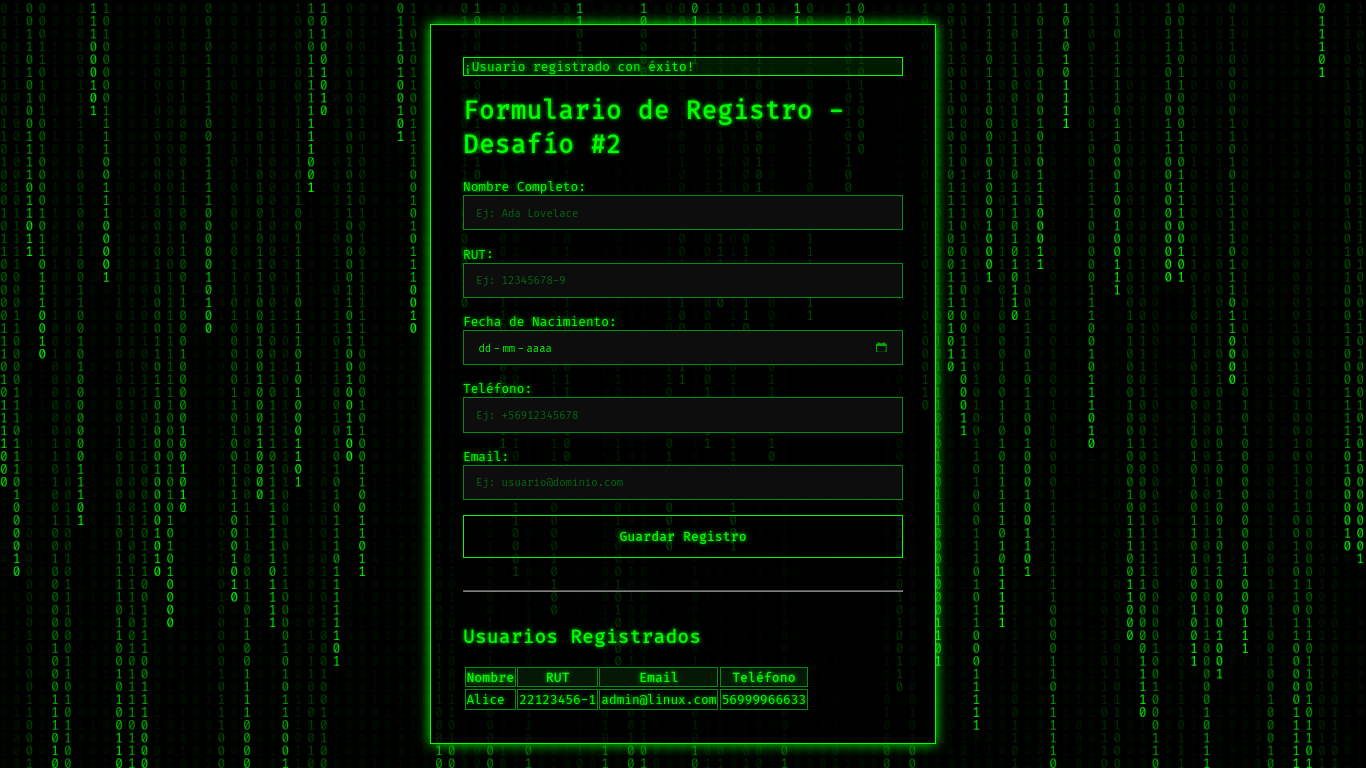 ¡Usuario registrado con éxito!
Formulario de Registro -
Desafío #2
Nombre Completo:
Ej: Ada Lovelace
RUT:
Ej: 12345678-9
Fecha de Nacimiento:
dd-mm-aaaa
Teléfono:
Ej: +56912345678
Email:
Ej: usuario@dominio.com
Guardar Registro
Usuarios Registrados
Nombre RUT Email Teléfono
Alice 22123456-1 admin@linux.com 56999966633